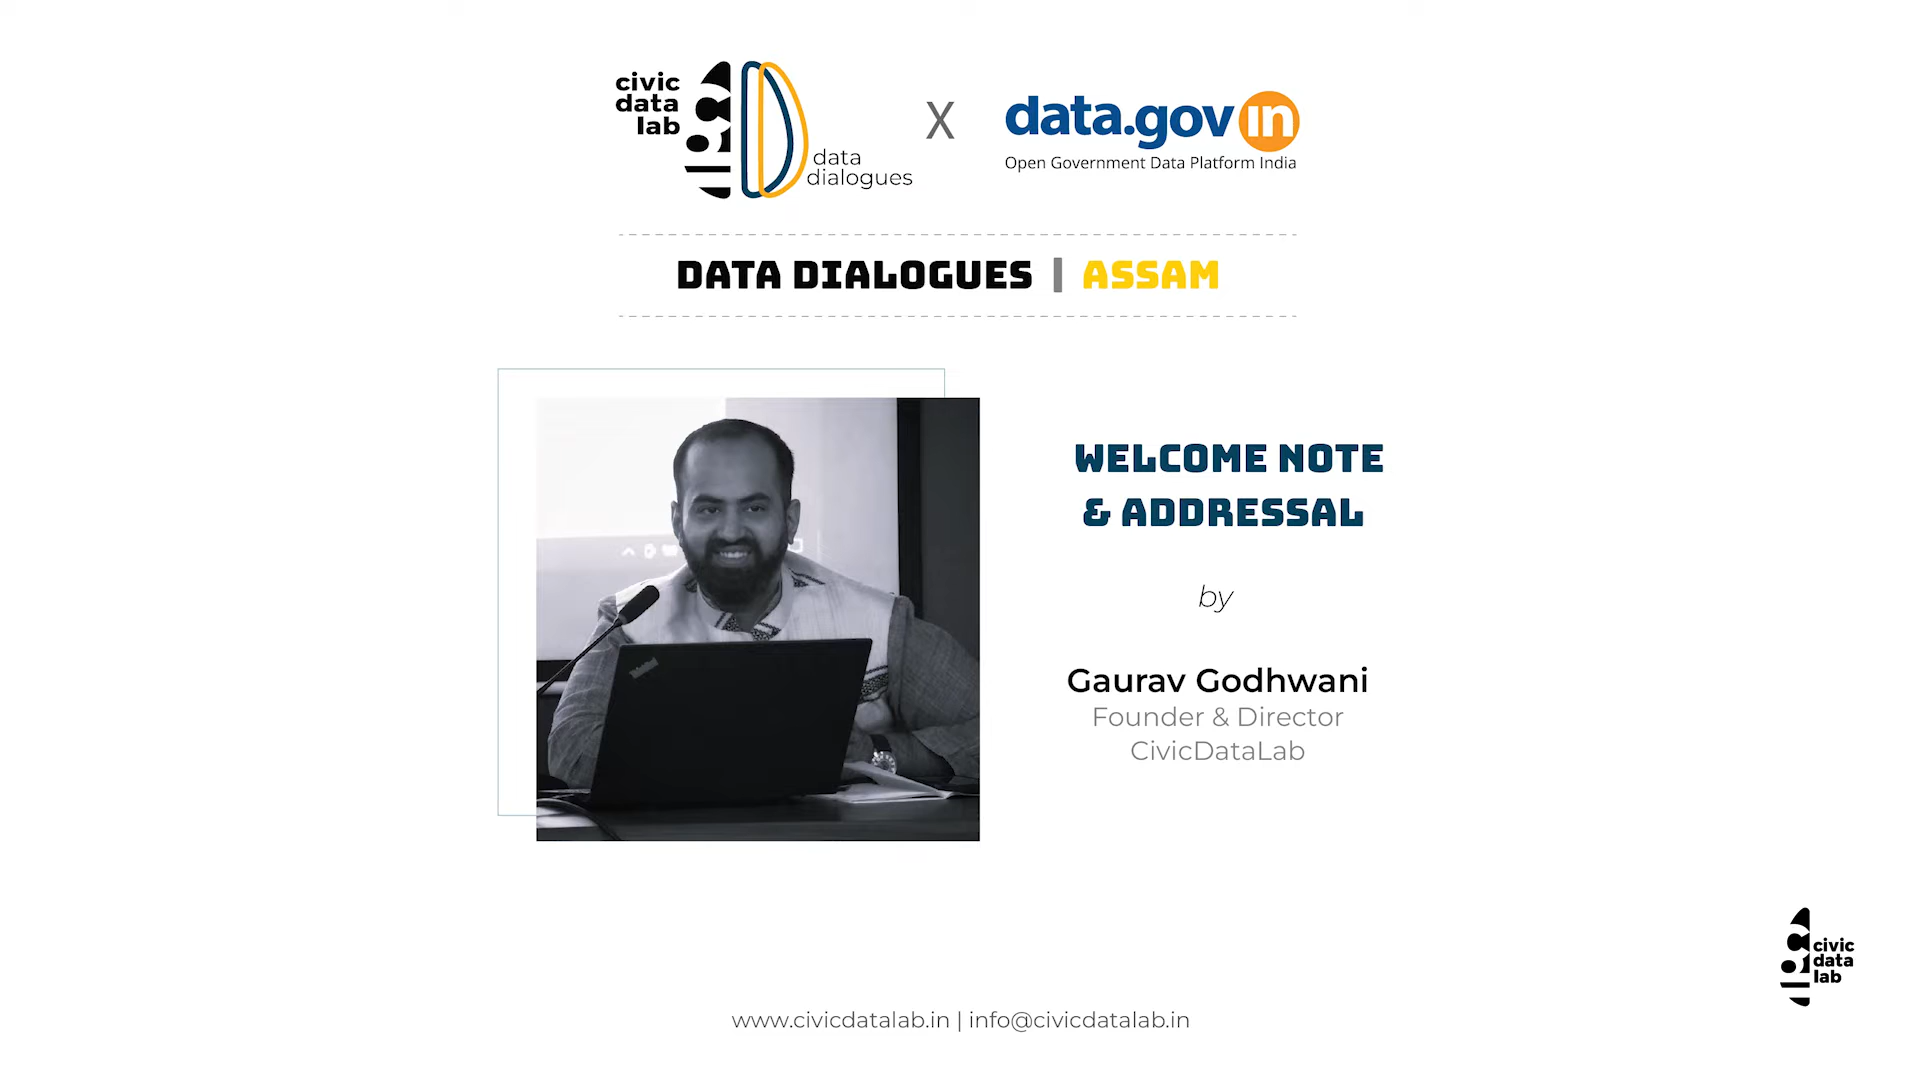 civic
data
lab
data
dialogues
X
data.gov in
Open Government Data Platform India
DATA DIALOGUES | ASSAM
WELCOME NOTE
& ADDRESSAL
by
Gaurav Godhwani
Founder & Director
CivicDataLab
ThinkPad
civic
data
lab
www.civicdatalab.in | info@civicdatalab.in